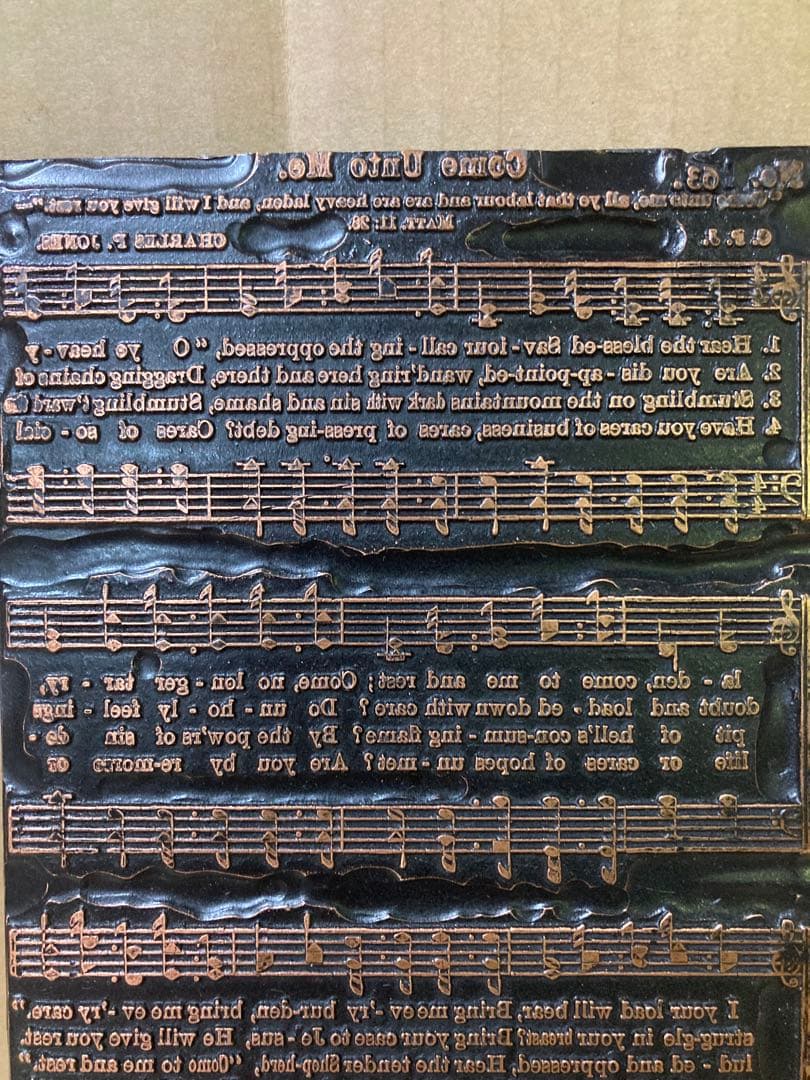 No. 63. Come Unto Me.
"Come unto me, all ye that labour and are heavy laden, and I will give you rest."—
MATT. 11: 28.
C. P. J. CHARLES P. JONES.
1. Hear the bless-ed Sav-iour call-ing the oppressed, "O ye heav-y
2. Are you dis-ap-point-ed, wand'ring here and there, Dragging chains of
3. Stumbling on the mountains dark with sin and shame, Stumbling t'ward
4. Have you cares of business, cares of press-ing debt? Cares of so-cial
la-den, come to me and rest; Come, no lon-ger tar-ry,
doubt and load-ed down with care? Do un-ho-ly feel-ings
pit of hell's con-sum-ing flame? By the pow'rs of sin de-
life or cares of hopes un-met? Are you by re-morse or
I your load will bear, Bring me ev-'ry bur-den, bring me ev-'ry care."
strug-gle in your breast? Bring your case to Je-sus, He will give you rest.
lud-ed and oppressed, Hear the tender Shep-herd, "Come to me and rest."